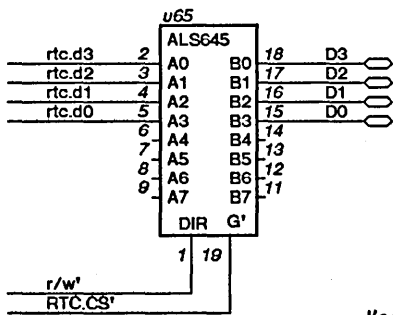 u65
ALS645
rtc.d3 2 A0 B0 18 D3
rtc.d2 3 A1 B1 17 D2
rtc.d1 4 A2 B2 16 D1
rtc.d0 5 A3 B3 15 D0
6 A4 B4 14
7 A5 B5 13
8 A6 B6 12
9 A7 B7 11
DIR G'
1 19
r/w'
RTC.CS'